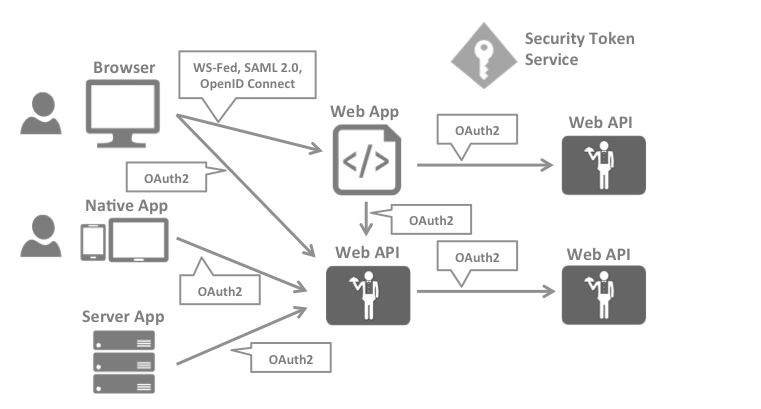 Security Token
Service
Browser
WS-Fed, SAML 2.0,
OpenID Connect
Web App
OAuth2
Web API
</>
OAuth2
Native App
OAuth2
Web API
OAuth2
Web API
OAuth2
Server App
OAuth2